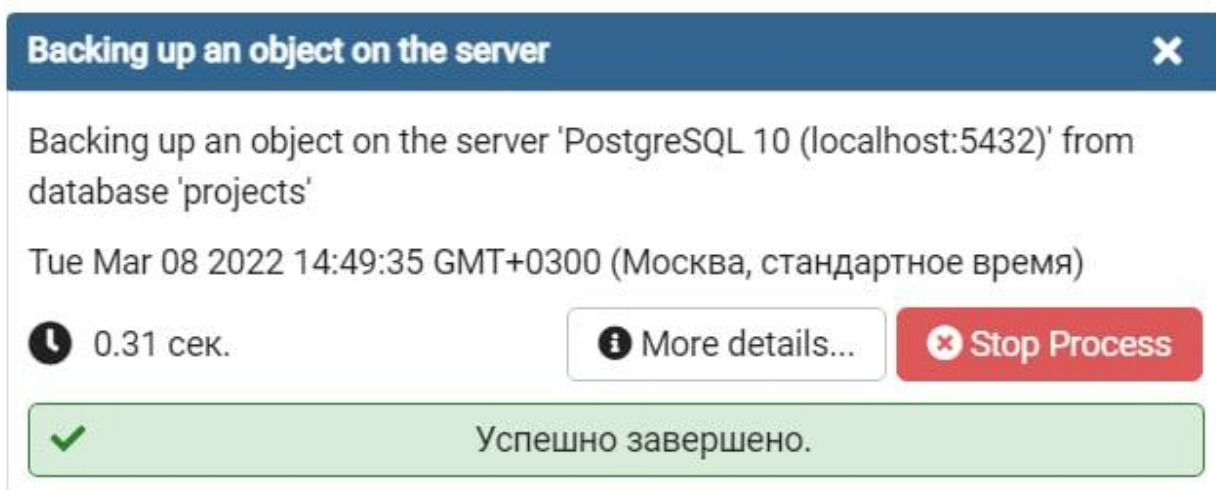 Backing up an object on the server
Backing up an object on the server 'PostgreSQL 10 (localhost:5432)' from
database 'projects'
Tue Mar 08 2022 14:49:35 GMT+0300 (Москва, стандартное время)
0.31 сек.
More details...
Stop Process
Успешно завершено.